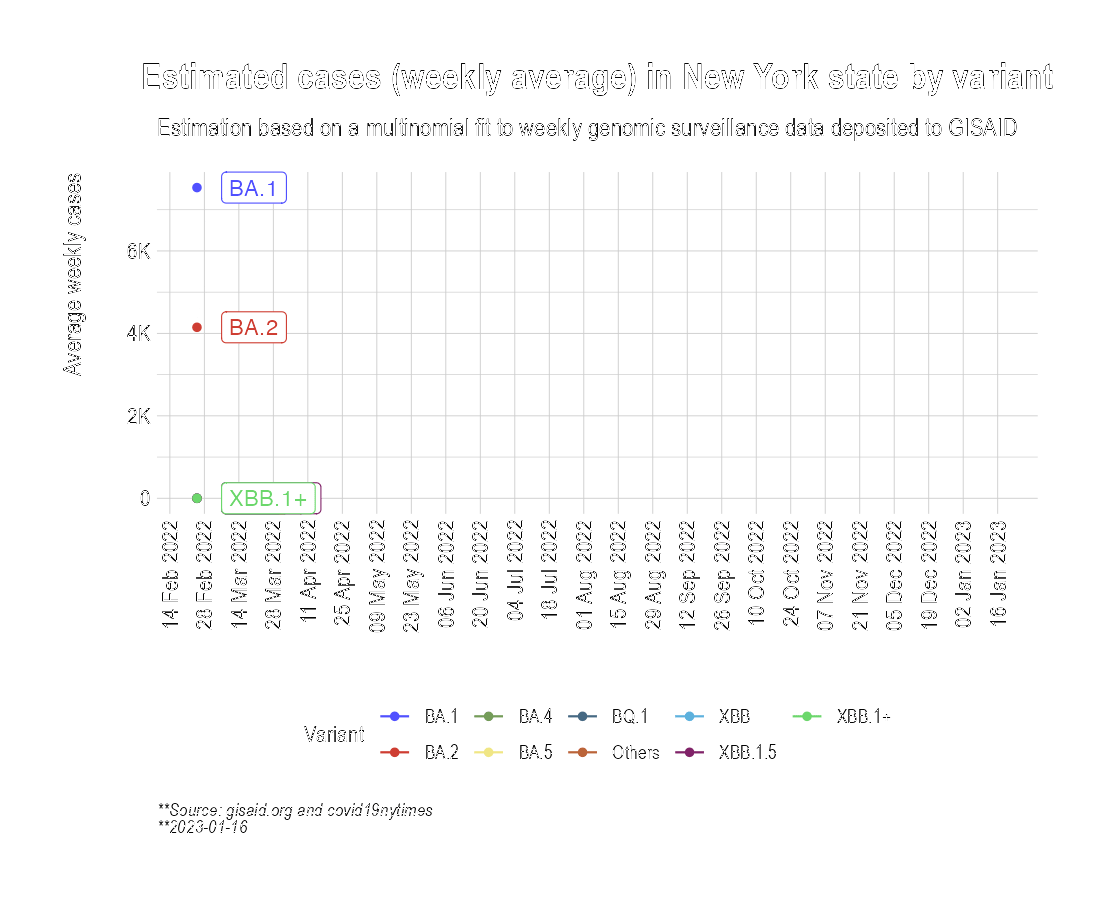 Estimated cases (weekly average) in New York state by variant
Estimation based on a multinomial fit to weekly genomic surveillance data deposited to GISAID
Average weekly cases
BA.1
6K
BA.2
4K
2K
0
XBB.1+
14 Feb 2022
28 Feb 2022
14 Mar 2022
28 Mar 2022
11 Apr 2022
25 Apr 2022
09 May 2022
23 May 2022
06 Jun 2022
20 Jun 2022
04 Jul 2022
18 Jul 2022
01 Aug 2022
15 Aug 2022
29 Aug 2022
12 Sep 2022
26 Sep 2022
10 Oct 2022
24 Oct 2022
07 Nov 2022
21 Nov 2022
05 Dec 2022
19 Dec 2022
02 Jan 2023
16 Jan 2023
Variant
BA.1 BA.4 BQ.1 XBB XBB.1+
BA.2 BA.5 Others XBB.1.5
**Source: gisaid.org and covid19nytimes
**2023-01-16